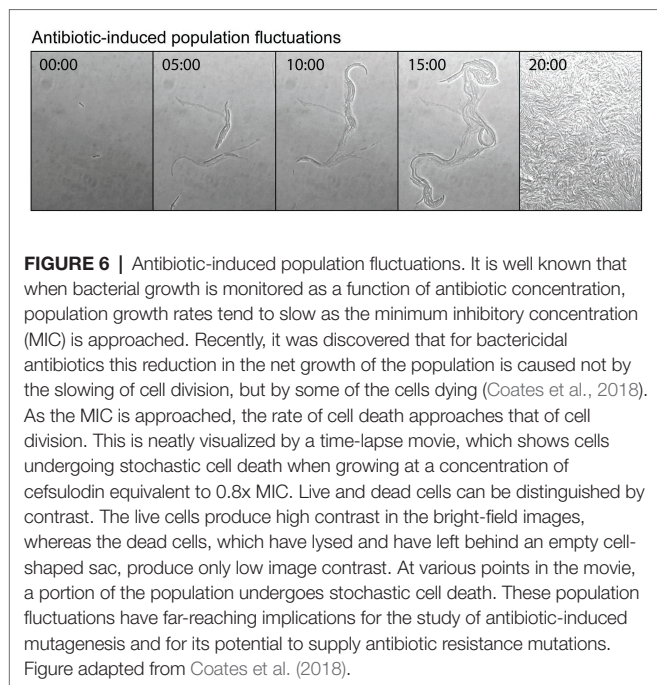 Antibiotic-induced population fluctuations
00:00 05:00 10:00 15:00 20:00
FIGURE 6 | Antibiotic-induced population fluctuations. It is well known that
when bacterial growth is monitored as a function of antibiotic concentration,
population growth rates tend to slow as the minimum inhibitory concentration
(MIC) is approached. Recently, it was discovered that for bactericidal
antibiotics this reduction in the net growth of the population is caused not by
the slowing of cell division, but by some of the cells dying (Coates et al., 2018).
As the MIC is approached, the rate of cell death approaches that of cell
division. This is neatly visualized by a time-lapse movie, which shows cells
undergoing stochastic cell death when growing at a concentration of
cefsulodin equivalent to 0.8x MIC. Live and dead cells can be distinguished by
contrast. The live cells produce high contrast in the bright-field images,
whereas the dead cells, which have lysed and have left behind an empty cell-
shaped sac, produce only low image contrast. At various points in the movie,
a portion of the population undergoes stochastic cell death. These population
fluctuations have far-reaching implications for the study of antibiotic-induced
mutagenesis and for its potential to supply antibiotic resistance mutations.
Figure adapted from Coates et al. (2018).